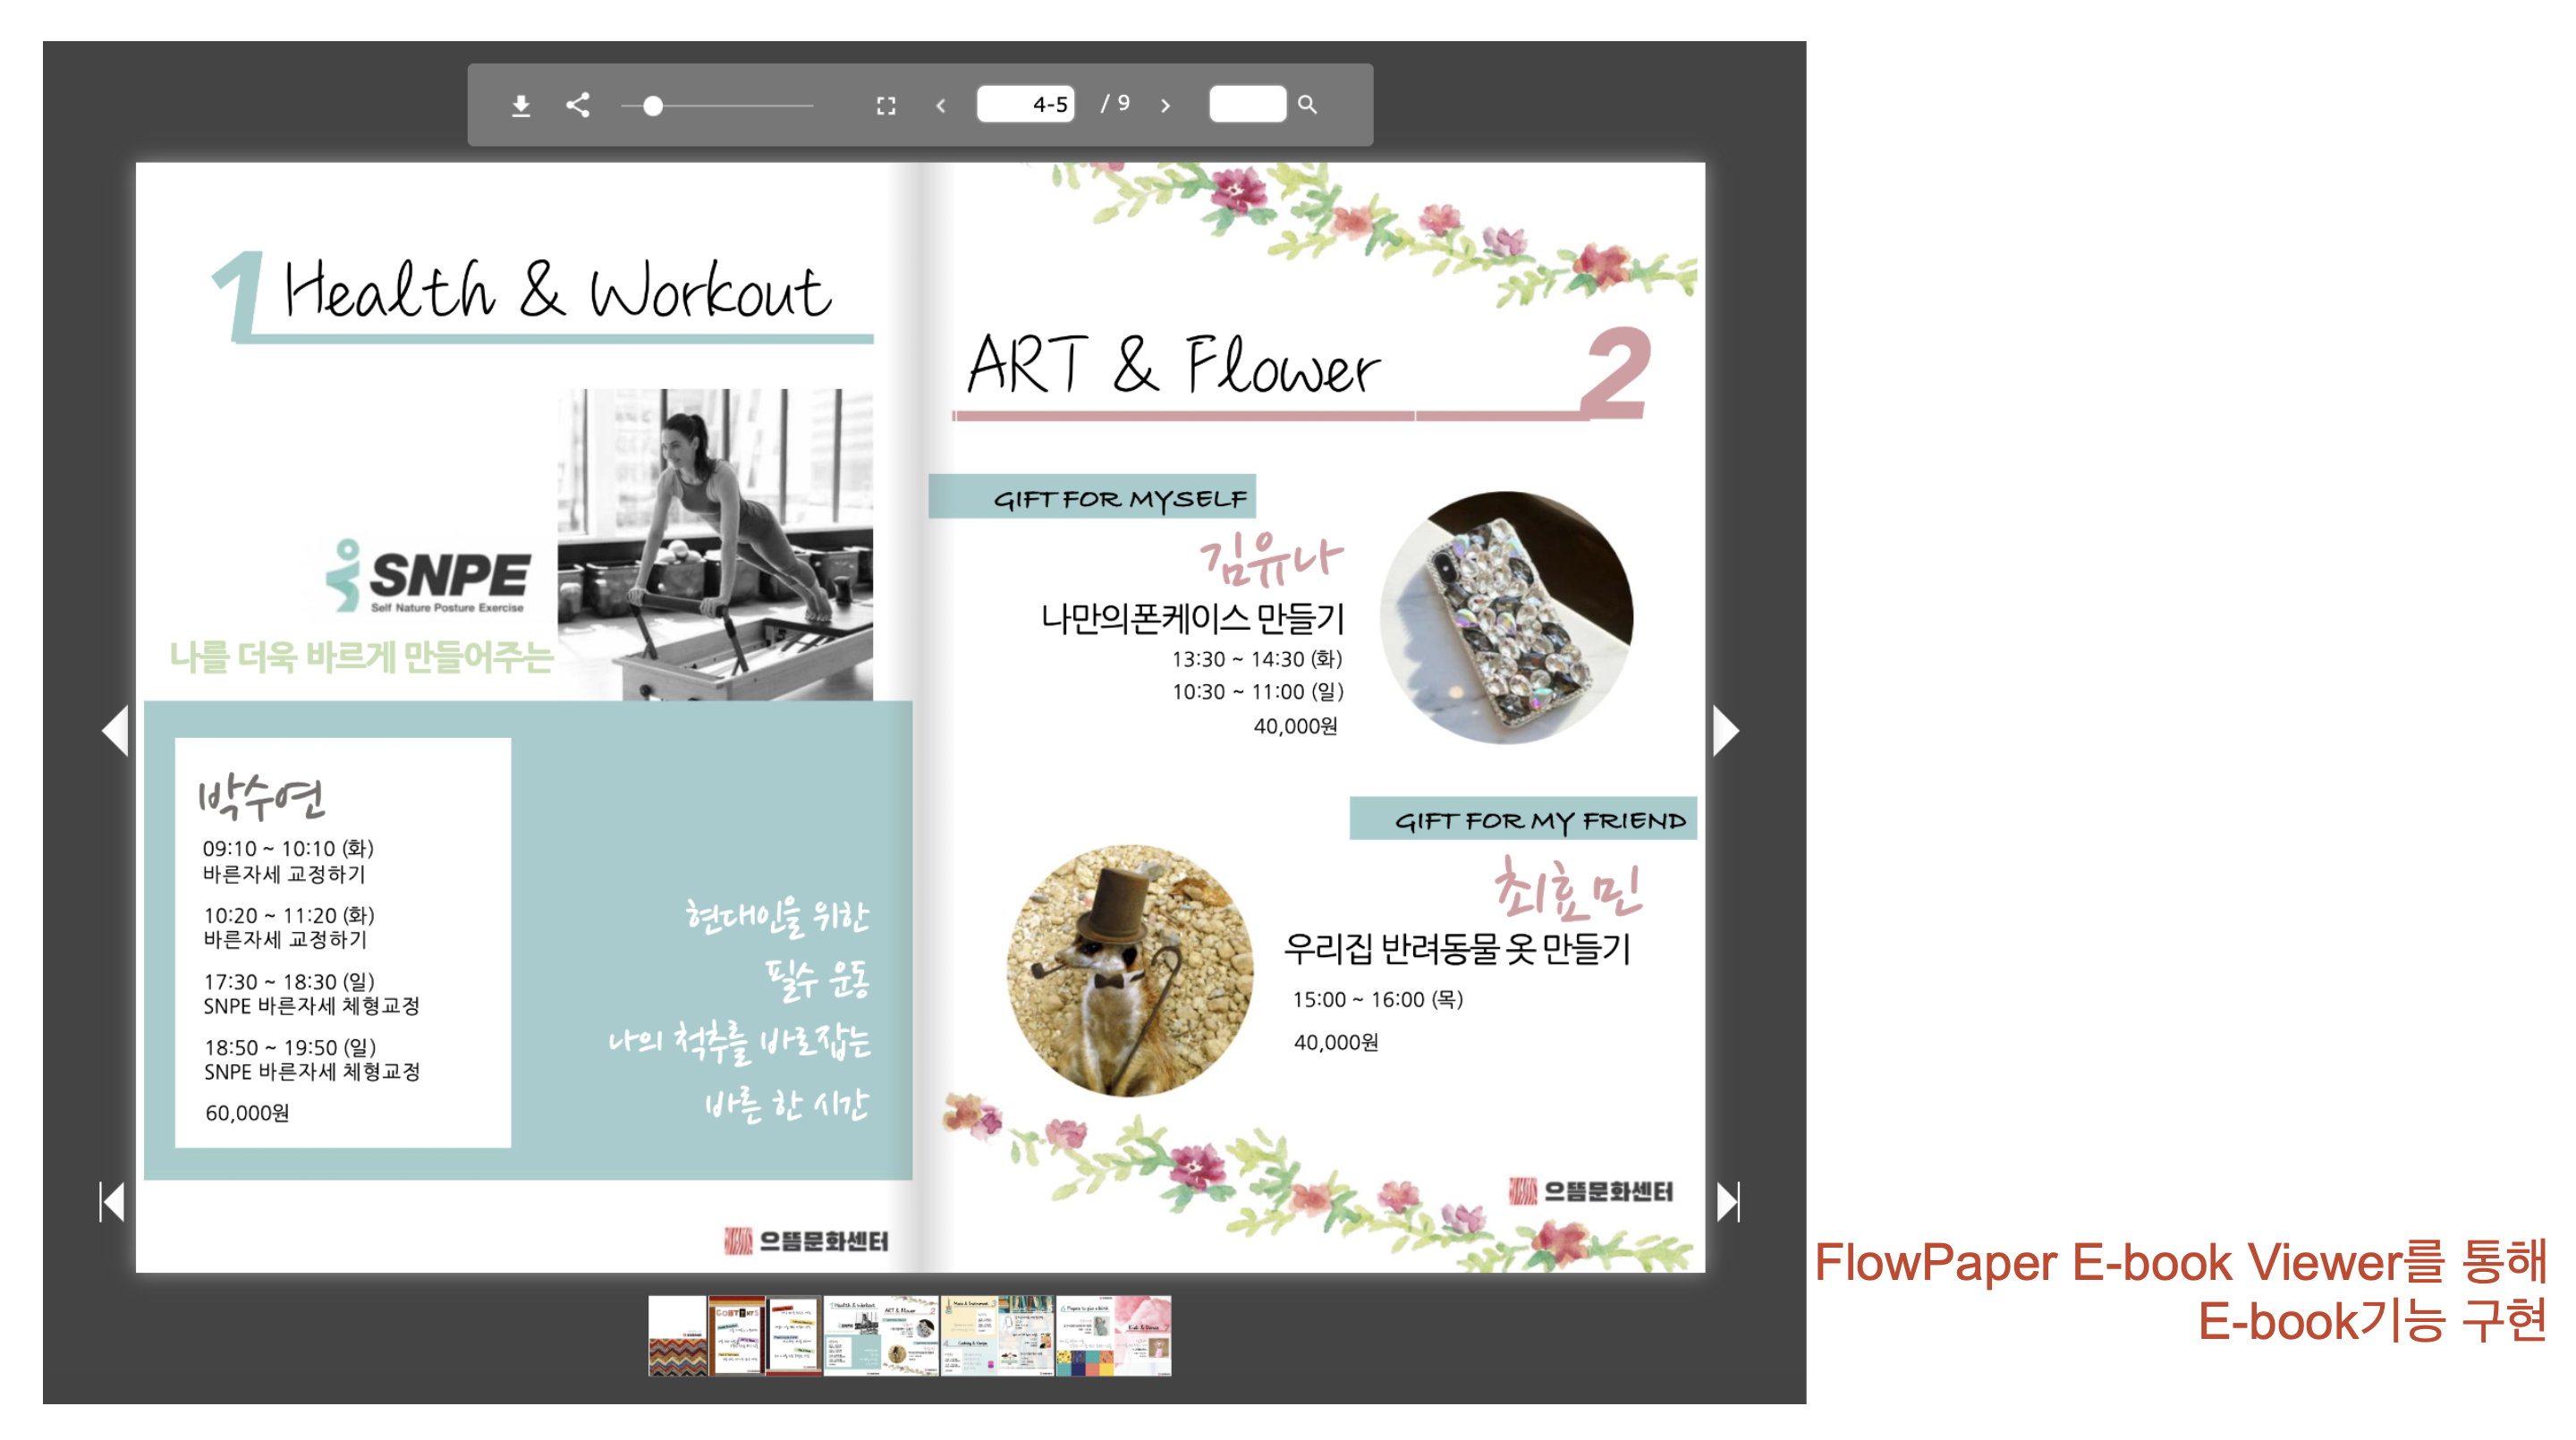 4-5 / 9
1 Health & Workout
SNPE
Self Nature Posture Exercise
나를 더욱 바르게 만들어주는
박수연
09:10 ~ 10:10 (화)
바른자세 교정하기
10:20 ~ 11:20 (화)
바른자세 교정하기
17:30 ~ 18:30 (일)
SNPE 바른자세 체형교정
18:50 ~ 19:50 (일)
SNPE 바른자세 체형교정
60,000원
현대인을 위한
필수 운동
나의 척추를 바로잡는
바른 한 시간
으뜸문화센터
ART & Flower 2
GIFT FOR MYSELF
김유나
나만의폰케이스 만들기
13:30 ~ 14:30 (화)
10:30 ~ 11:00 (일)
40,000원
GIFT FOR MY FRIEND
최효민
우리집 반려동물 옷 만들기
15:00 ~ 16:00 (목)
40,000원
으뜸문화센터
Health & Workout
ART & Flower
FlowPaper E-book Viewer를 통해
E-book기능 구현